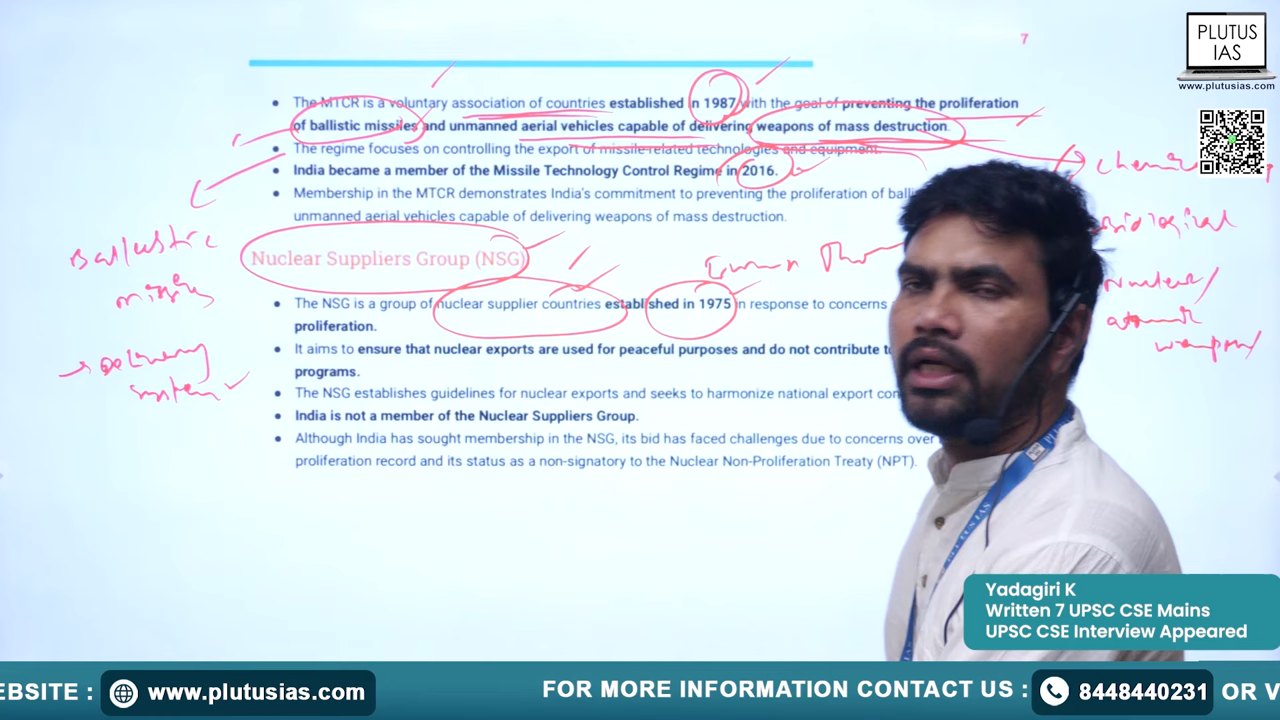 7
PLUTUS
IAS
www.plutusias.com
The MTCR is a voluntary association of countries established in 1987 with the goal of preventing the proliferation
of ballistic missiles and unmanned aerial vehicles capable of delivering weapons of mass destruction.
The regime focuses on controlling the export of missile-related technologies and equipment.
India became a member of the Missile Technology Control Regime in 2016.
Membership in the MTCR demonstrates India's commitment to preventing the proliferation of
unmanned aerial vehicles capable of delivering weapons of mass destruction.
Biological
Ballistic
Nuclear Suppliers Group (NSG)
The NSG is a group of nuclear supplier countries established in 1975 in response to concerns
proliferation.
Delivery
system
It aims to ensure that nuclear exports are used for peaceful purposes and do not contribute
programs.
The NSG establishes guidelines for nuclear exports and seeks to harmonize national export
India is not a member of the Nuclear Suppliers Group.
Although India has sought membership in the NSG, its bid has faced challenges due to concerns over
proliferation record and its status as a non-signatory to the Nuclear Non-Proliferation Treaty (NPT).
Yadagiri K
Written 7 UPSC CSE Mains
UPSC CSE Interview Appeared
EBSITE : www.plutusias.com FOR MORE INFORMATION CONTACT US : 8448440231 OR V